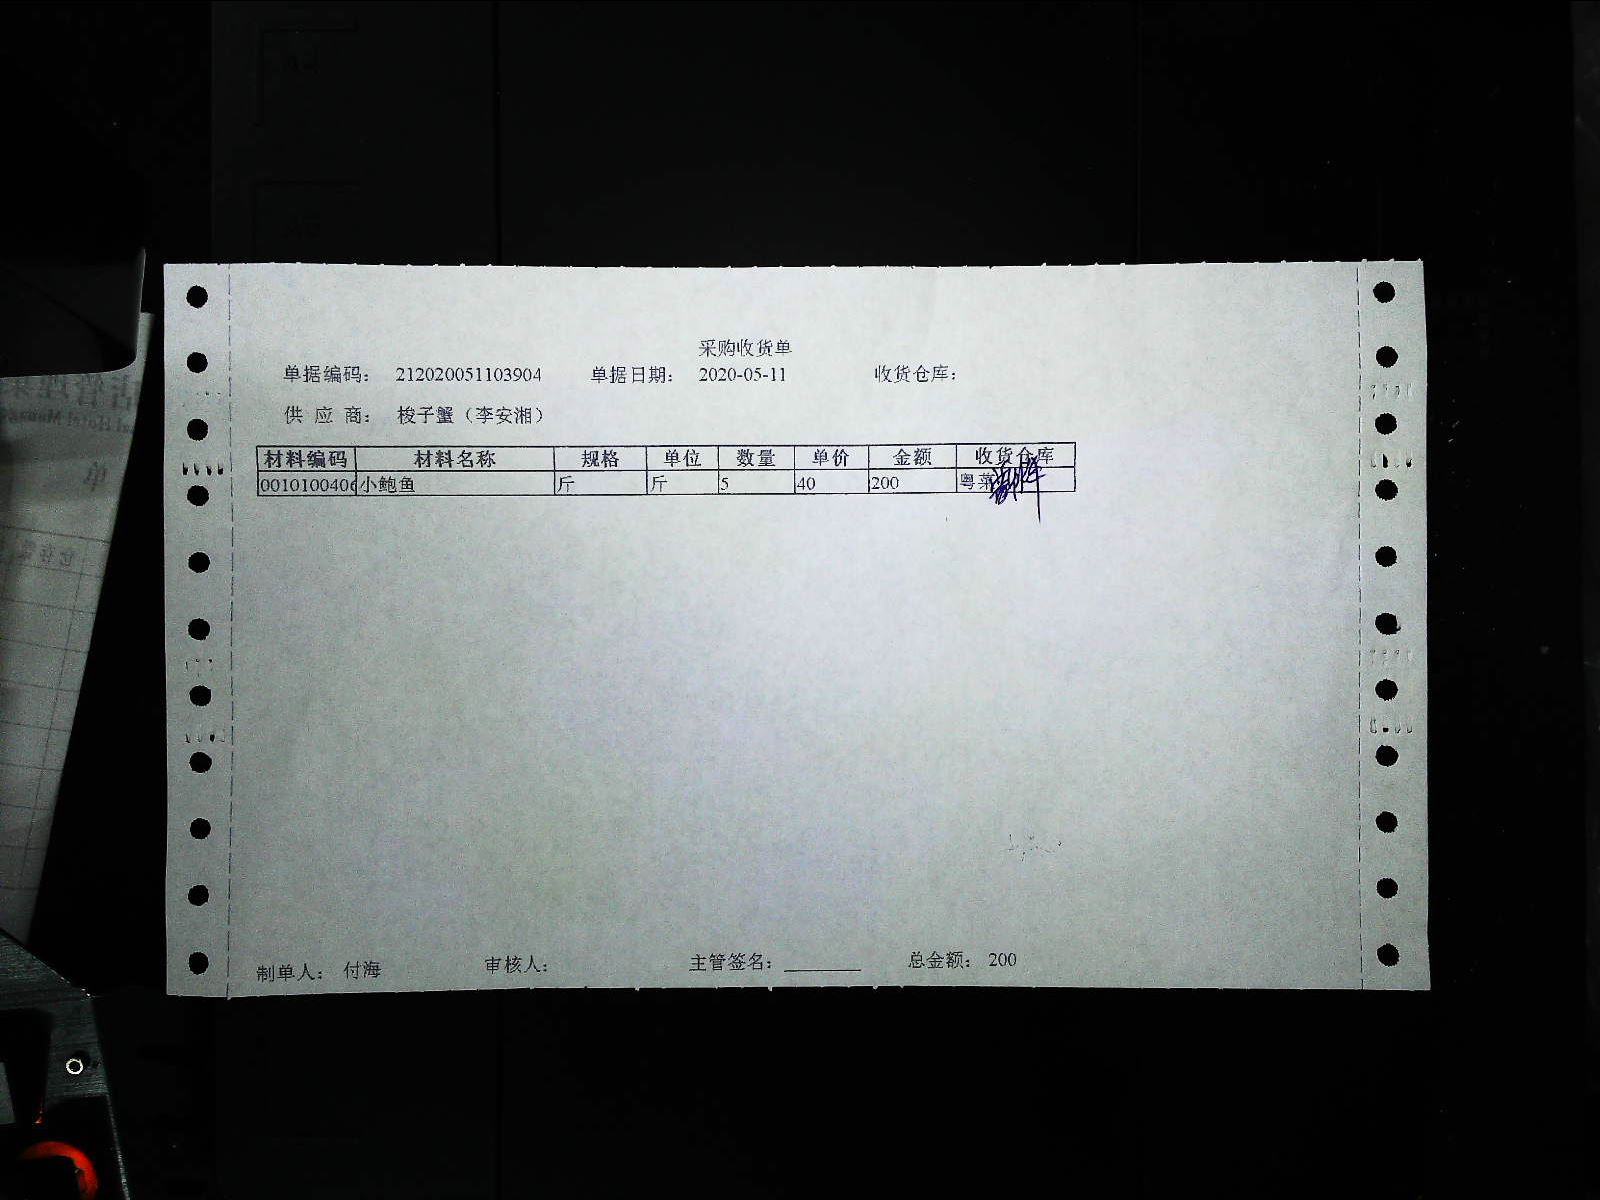 采购收货单
单据编码： 212020051103904 单据日期： 2020-05-11 收货仓库：
供 应 商： 梭子蟹（李安湘）
材料编码 材料名称 规格 单位 数量 单价 金额 收货仓库
001010040 小鲍鱼 斤 斤 5 40 200 粤菜
制单人： 付海 审核人： 主管签名： 总金额： 200